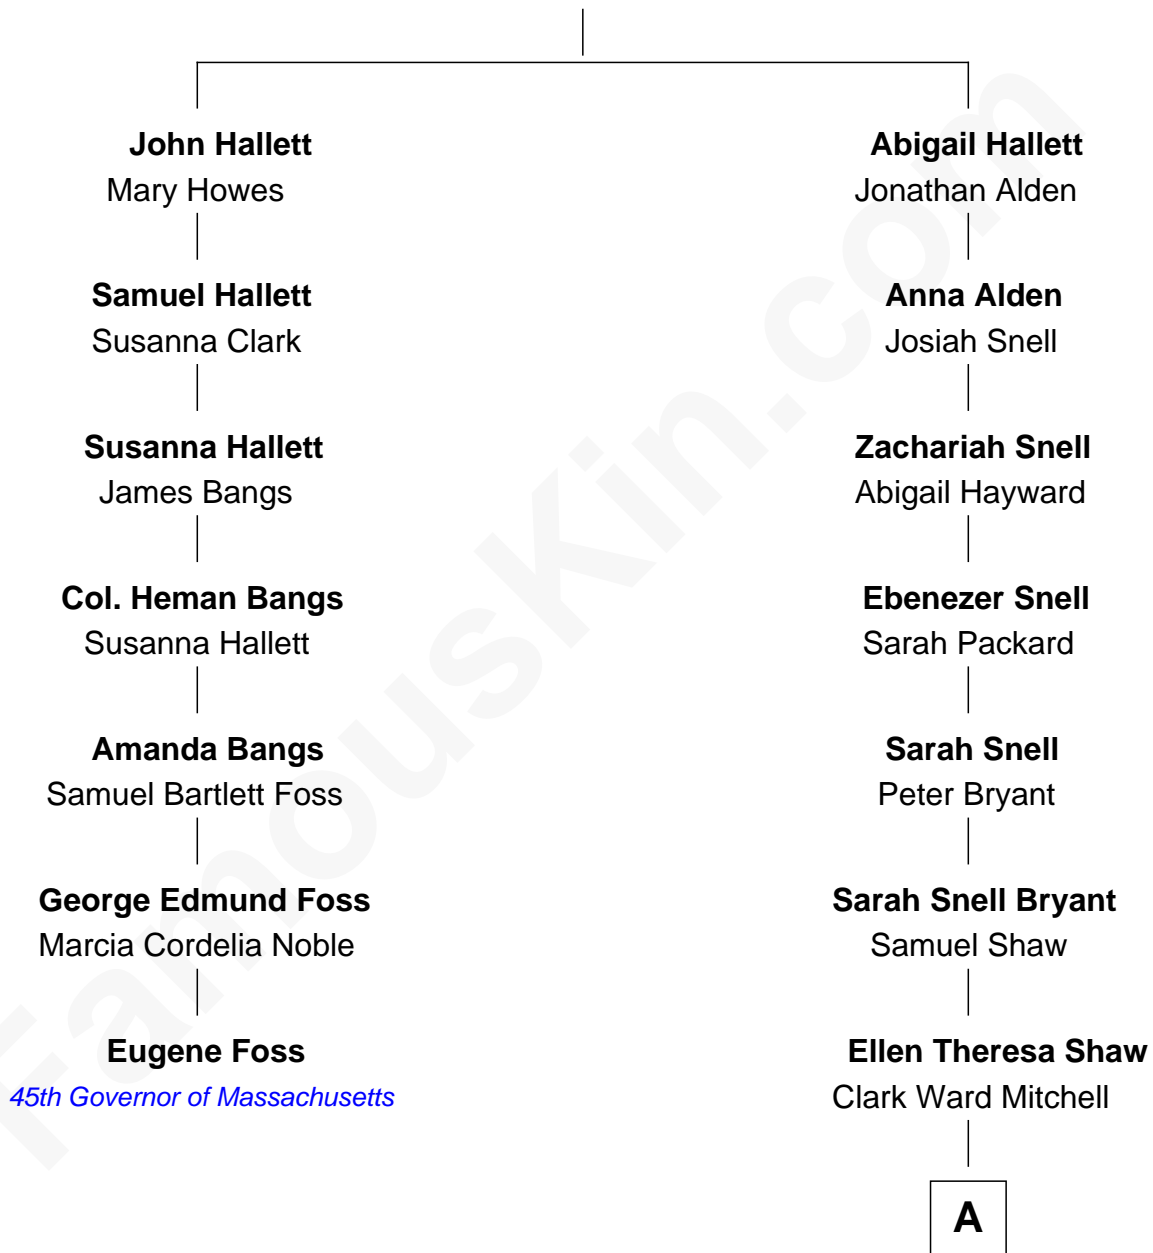 John Hallett
Mary Howes
Samuel Hallett
Susanna Clark
Susanna Hallett
James Bangs
Col. Heman Bangs
Susanna Hallett
Amanda Bangs
Samuel Bartlett Foss
George Edmund Foss
Marcia Cordelia Noble
Eugene Foss
45th Governor of Massachusetts
Abigail Hallett
Jonathan Alden
Anna Alden
Josiah Snell
Zachariah Snell
Abigail Hayward
Ebenezer Snell
Sarah Packard
Sarah Snell
Peter Bryant
Sarah Snell Bryant
Samuel Shaw
Ellen Theresa Shaw
Clark Ward Mitchell
A
FamousKin.com